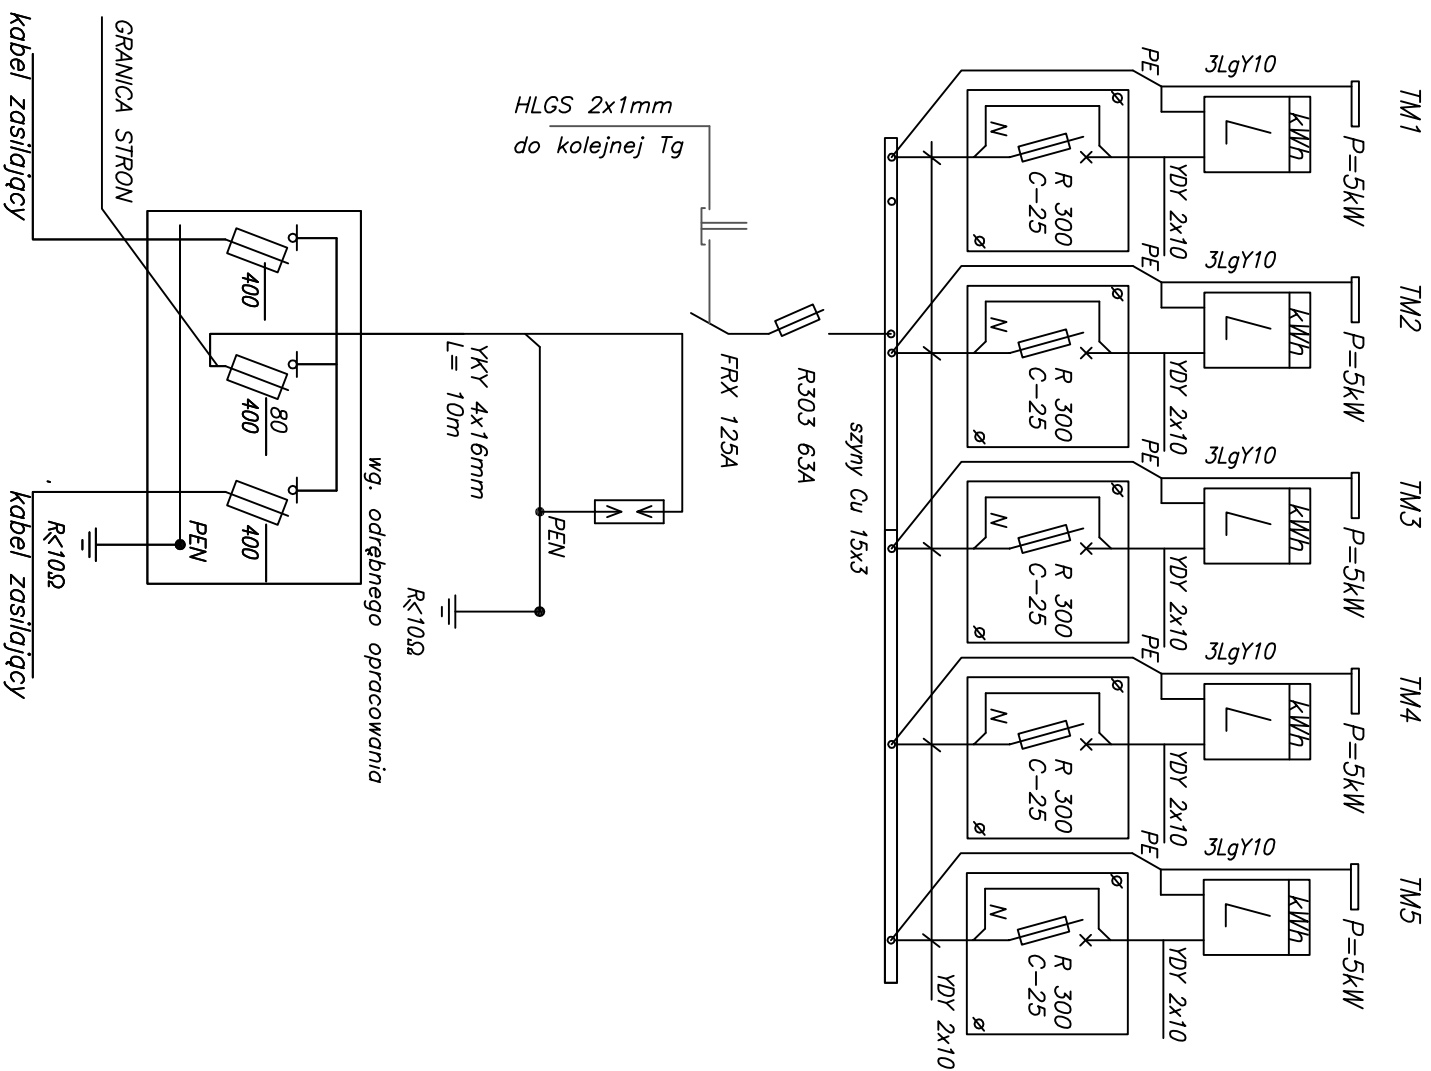 TM1
P=5kW
3LgY10
PE
kWh
YDY 2x10
N
R 300
C-25
TM2
P=5kW
3LgY10
PE
kWh
YDY 2x10
N
R 300
C-25
TM3
P=5kW
3LgY10
PE
kWh
YDY 2x10
N
R 300
C-25
TM4
P=5kW
3LgY10
PE
kWh
YDY 2x10
N
R 300
C-25
TM5
P=5kW
3LgY10
PE
kWh
YDY 2x10
N
R 300
C-25
YDY 2x10
szyny Cu 15x3
R303 63A
FRX 125A
HLGS 2x1mm
do kolejnej Tg
PEN
YKY 4x16mm
L= 10m
R≤10Ω
wg. odrębnego opracowania
400
80
400
400
PEN
R≤10Ω
GRANICA STRON
kabel zasilający
kabel zasilający